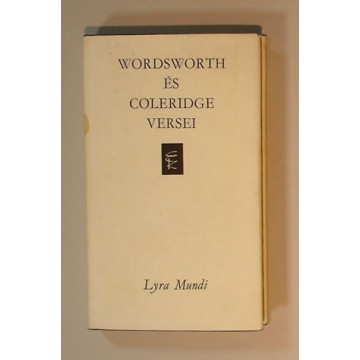 WORDSWORTH
ÉS
COLERIDGE
VERSEI
Lyra Mundi